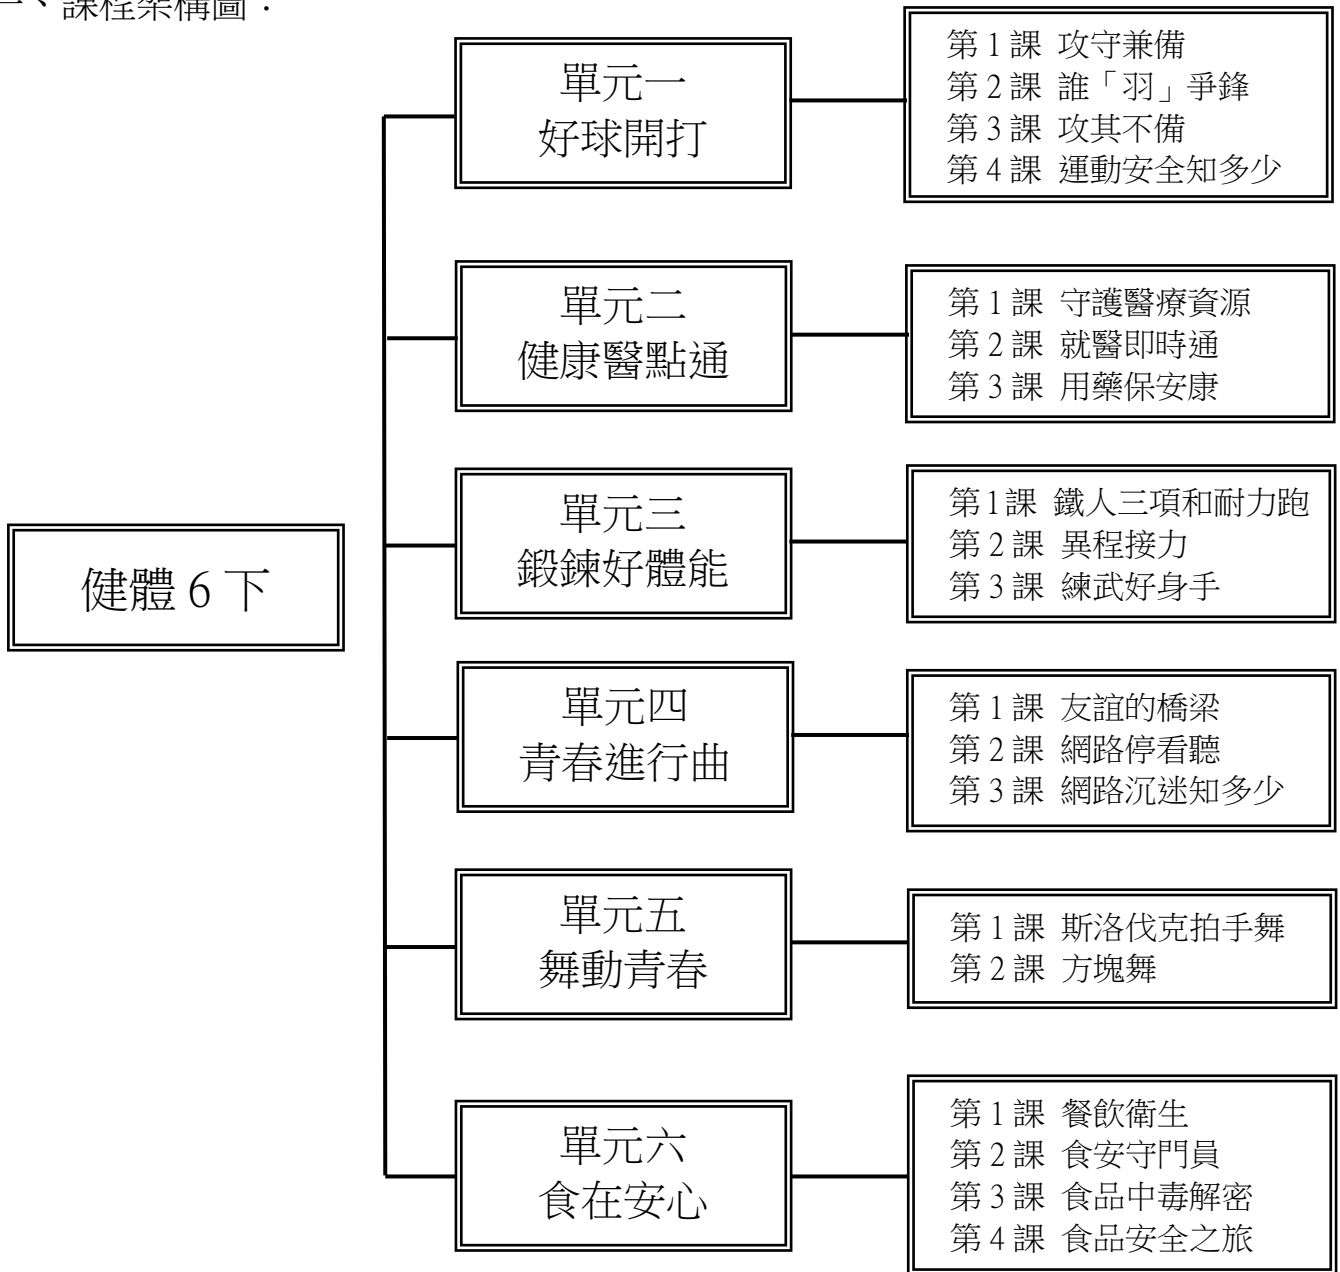 、課程架構圖：
健體 6 下
單元一
好球開打
第 1 課 攻守兼備
第 2 課 誰「羽」爭鋒
第 3 課 攻其不備
第 4 課 運動安全知多少
單元二
健康醫點通
第 1 課 守護醫療資源
第 2 課 就醫即時通
第 3 課 用藥保安康
單元三
鍛鍊好體能
第1課 鐵人三項和耐力跑
第 2 課 異程接力
第 3 課 練武好身手
單元四
青春進行曲
第 1 課 友誼的橋梁
第 2 課 網路停看聽
第 3 課 網路沉迷知多少
單元五
舞動青春
第 1 課 斯洛伐克拍手舞
第 2 課 方塊舞
單元六
食在安心
第 1 課 餐飲衛生
第 2 課 食安守門員
第 3 課 食品中毒解密
第 4 課 食品安全之旅